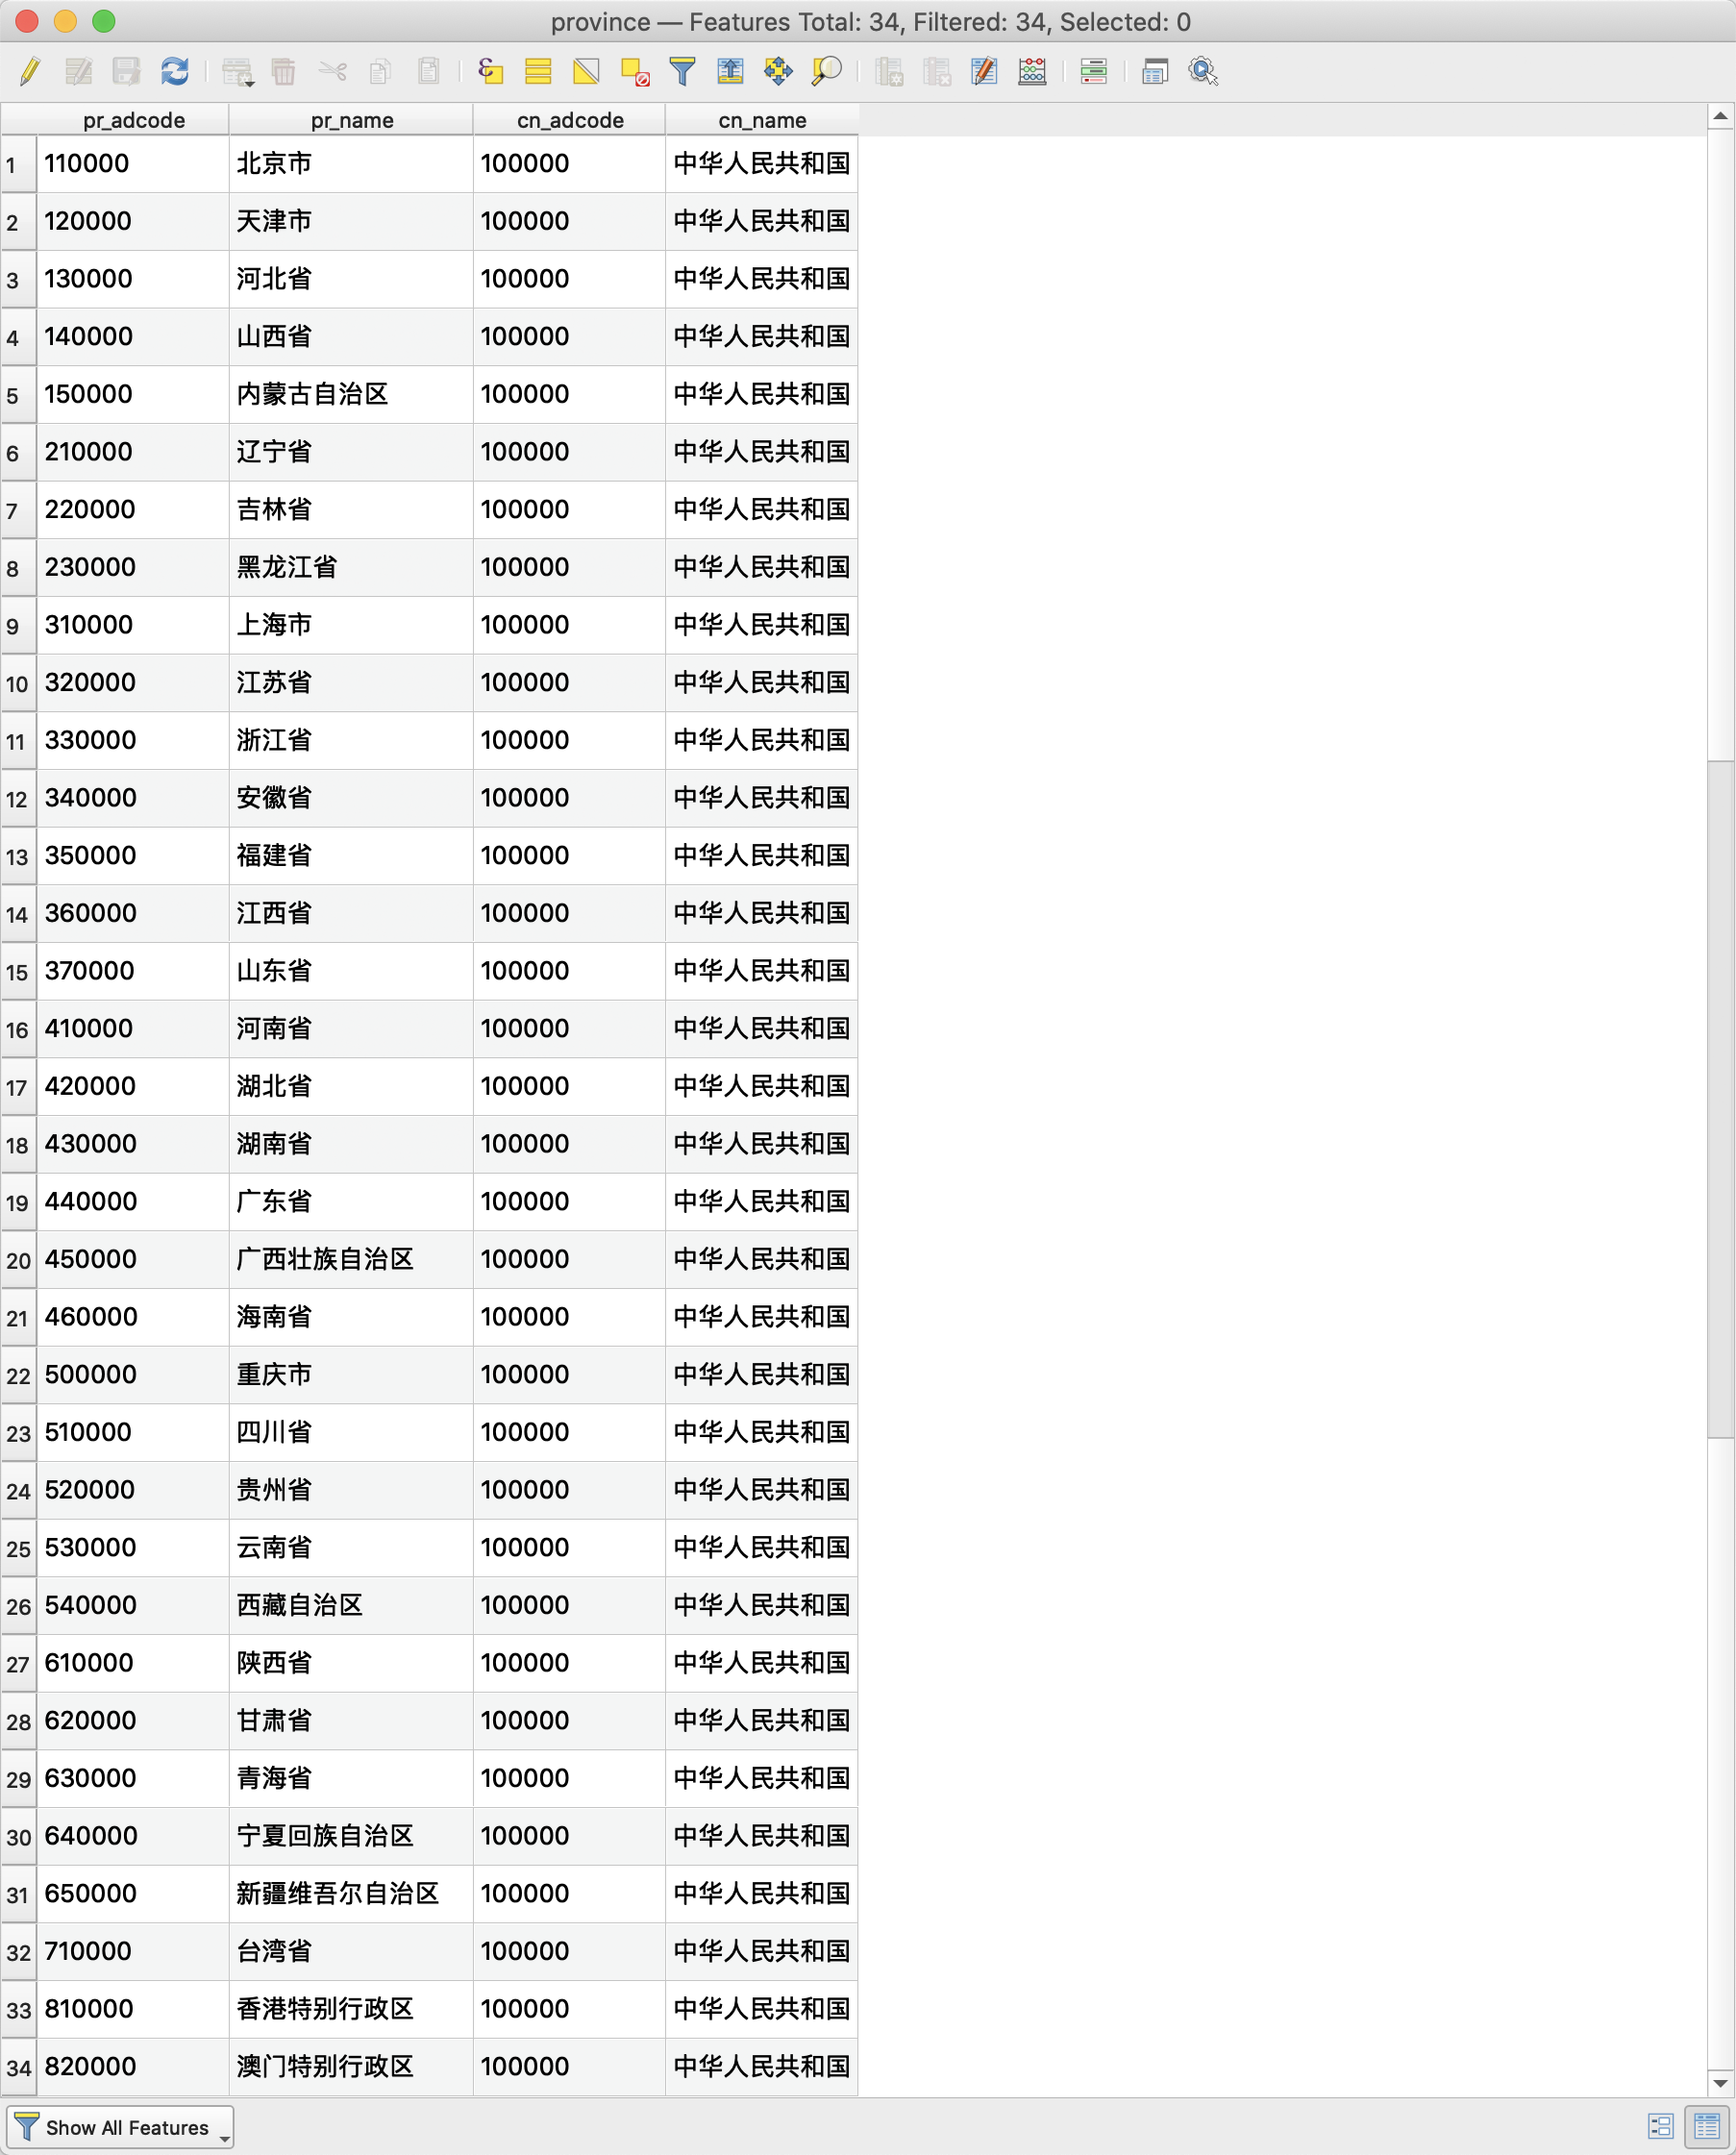 province — Features Total: 34, Filtered: 34, Selected: 0
pr_adcode pr_name cn_adcode cn_name
1 110000 北京市 100000 中华人民共和国
2 120000 天津市 100000 中华人民共和国
3 130000 河北省 100000 中华人民共和国
4 140000 山西省 100000 中华人民共和国
5 150000 内蒙古自治区 100000 中华人民共和国
6 210000 辽宁省 100000 中华人民共和国
7 220000 吉林省 100000 中华人民共和国
8 230000 黑龙江省 100000 中华人民共和国
9 310000 上海市 100000 中华人民共和国
10 320000 江苏省 100000 中华人民共和国
11 330000 浙江省 100000 中华人民共和国
12 340000 安徽省 100000 中华人民共和国
13 350000 福建省 100000 中华人民共和国
14 360000 江西省 100000 中华人民共和国
15 370000 山东省 100000 中华人民共和国
16 410000 河南省 100000 中华人民共和国
17 420000 湖北省 100000 中华人民共和国
18 430000 湖南省 100000 中华人民共和国
19 440000 广东省 100000 中华人民共和国
20 450000 广西壮族自治区 100000 中华人民共和国
21 460000 海南省 100000 中华人民共和国
22 500000 重庆市 100000 中华人民共和国
23 510000 四川省 100000 中华人民共和国
24 520000 贵州省 100000 中华人民共和国
25 530000 云南省 100000 中华人民共和国
26 540000 西藏自治区 100000 中华人民共和国
27 610000 陕西省 100000 中华人民共和国
28 620000 甘肃省 100000 中华人民共和国
29 630000 青海省 100000 中华人民共和国
30 640000 宁夏回族自治区 100000 中华人民共和国
31 650000 新疆维吾尔自治区 100000 中华人民共和国
32 710000 台湾省 100000 中华人民共和国
33 810000 香港特别行政区 100000 中华人民共和国
34 820000 澳门特别行政区 100000 中华人民共和国
Show All Features